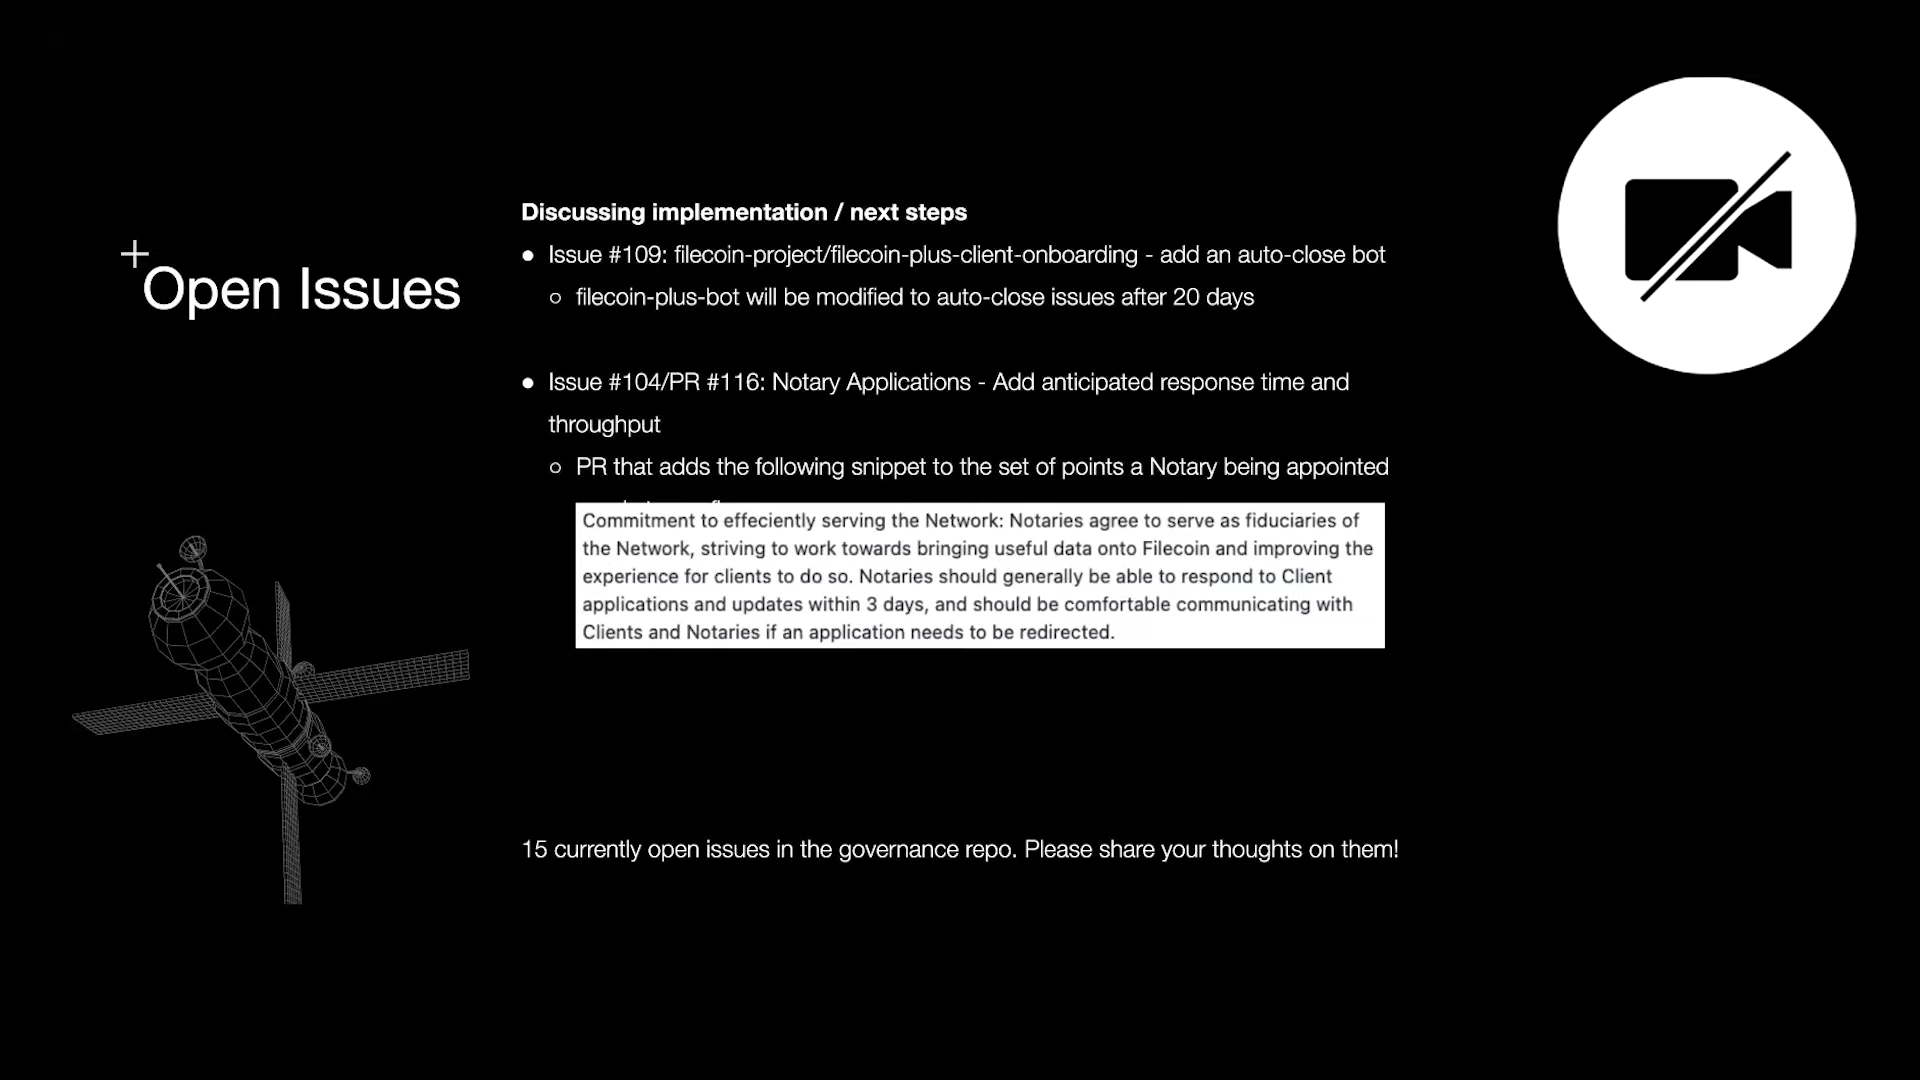 Open Issues
Discussing implementation / next steps
● Issue #109: filecoin-project/filecoin-plus-client-onboarding - add an auto-close bot
○ filecoin-plus-bot will be modified to auto-close issues after 20 days
● Issue #104/PR #116: Notary Applications - Add anticipated response time and
throughput
○ PR that adds the following snippet to the set of points a Notary being appointed
Commitment to effeciently serving the Network: Notaries agree to serve as fiduciaries of
the Network, striving to work towards bringing useful data onto Filecoin and improving the
experience for clients to do so. Notaries should generally be able to respond to Client
applications and updates within 3 days, and should be comfortable communicating with
Clients and Notaries if an application needs to be redirected.
15 currently open issues in the governance repo. Please share your thoughts on them!